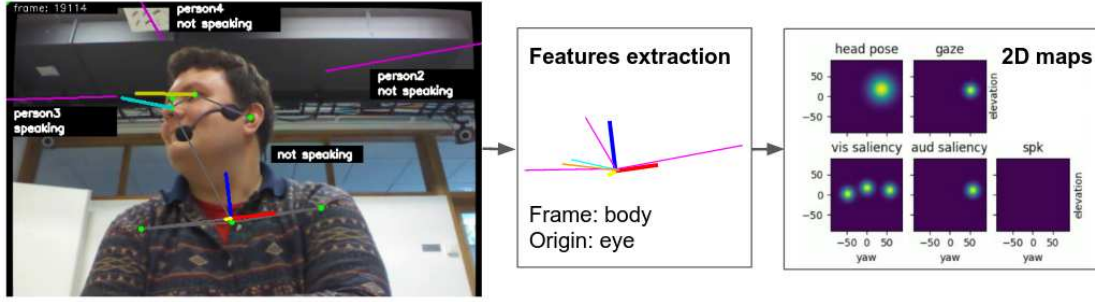 frame: 19114
person4
not speaking
person2
not speaking
person3
speaking
not speaking
Features extraction
Frame: body
Origin: eye
2D maps
head pose
gaze
50
0
−50
elevation
vis saliency
aud saliency
spk
50
0
−50
elevation
−50 0 50
−50 0 50
−50 0 50
yaw
yaw
yaw